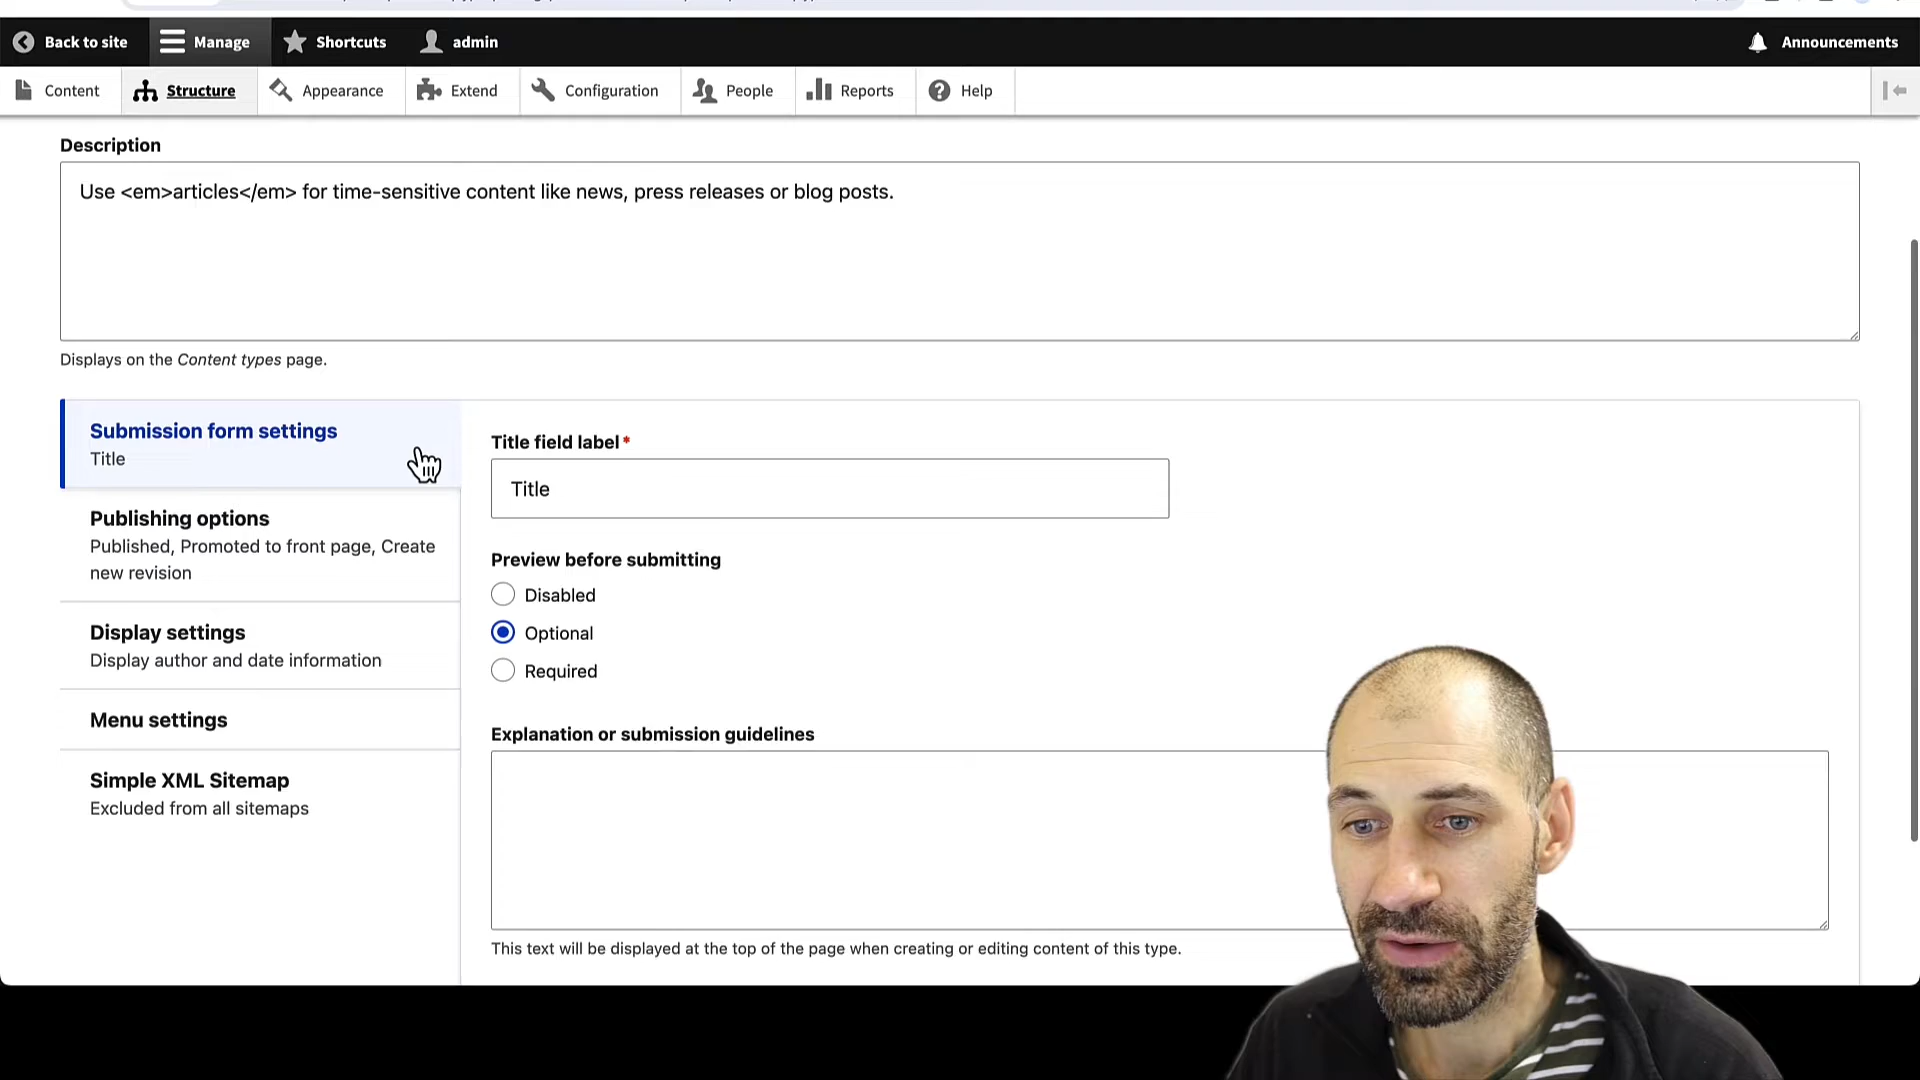 Back to site
Manage
Shortcuts
admin
Announcements
Content
Structure
Appearance
Extend
Configuration
People
Reports
Help
Description
Use <em>articles</em> for time-sensitive content like news, press releases or blog posts.
Displays on the Content types page.
Submission form settings
Title
Publishing options
Published, Promoted to front page, Create
new revision
Display settings
Display author and date information
Menu settings
Simple XML Sitemap
Excluded from all sitemaps
Title field label*
Title
Preview before submitting
Disabled
Optional
Required
Explanation or submission guidelines
This text will be displayed at the top of the page when creating or editing content of this type.